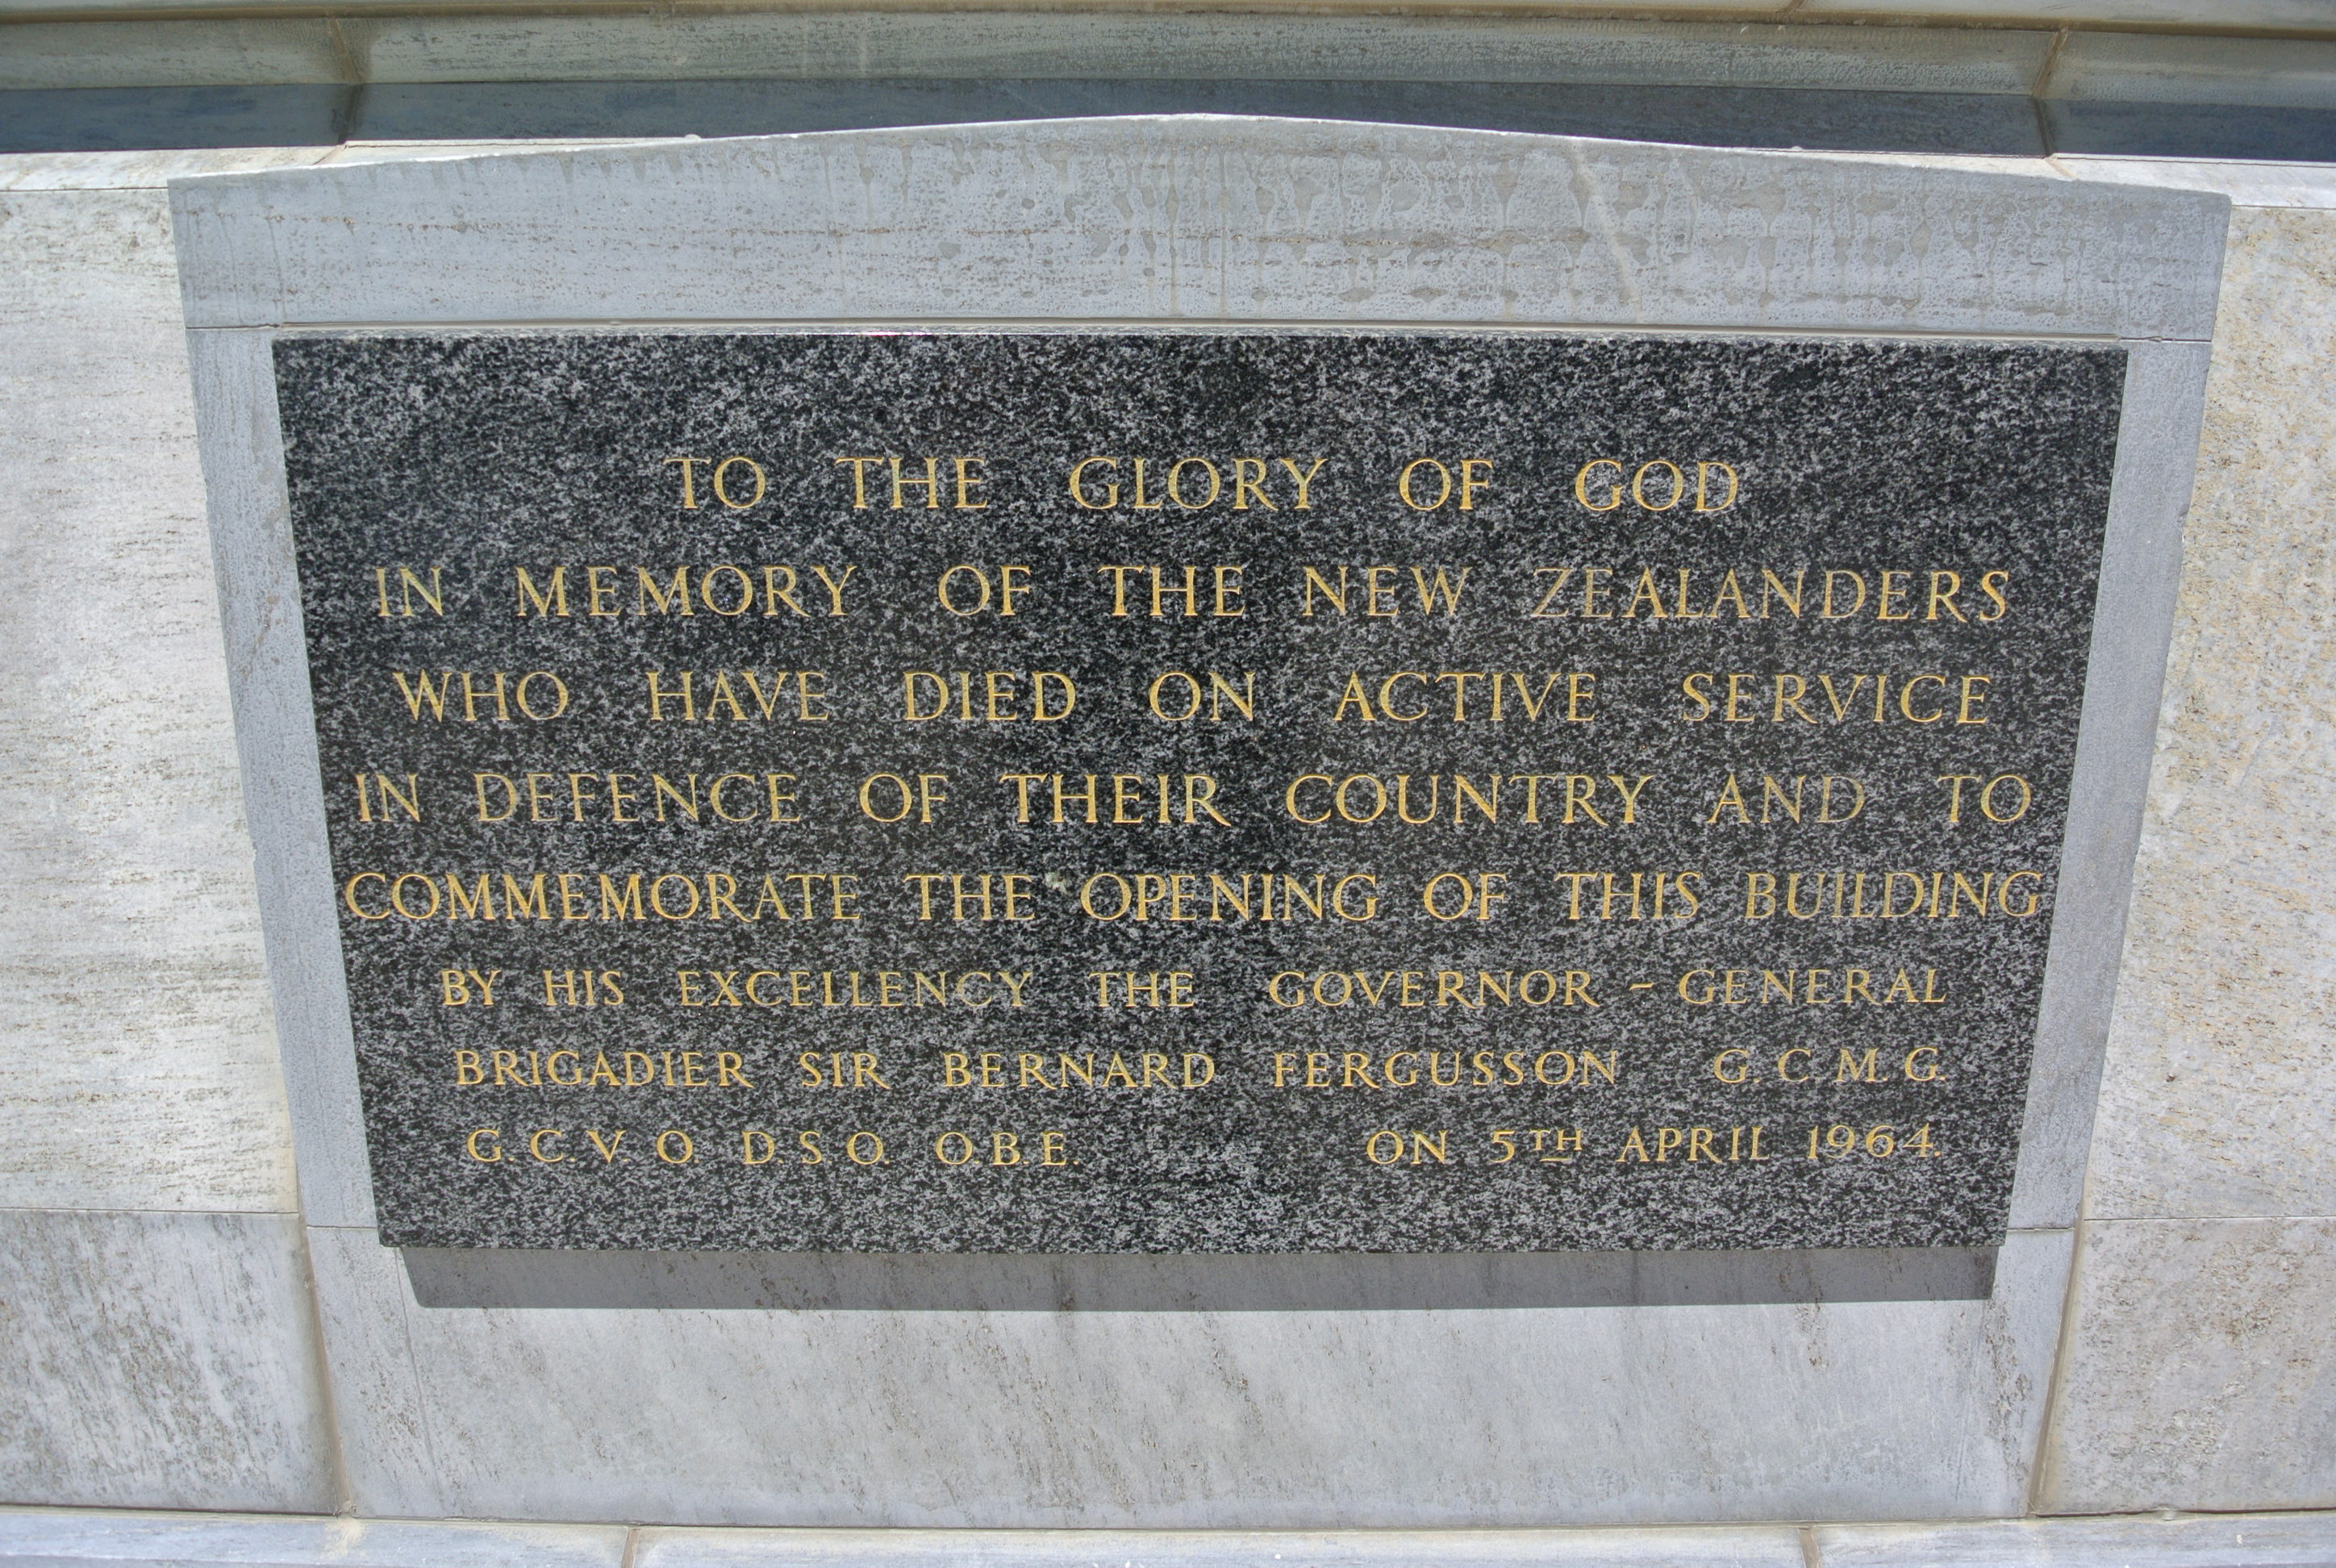 TO THE GLORY OF GOD
IN MEMORY OF THE NEW ZEALANDERS
WHO HAVE DIED ON ACTIVE SERVICE
IN DEFENCE OF THEIR COUNTRY AND TO
COMMEMORATE THE OPENING OF THIS BUILDING
BY HIS EXCELLENCY THE GOVERNOR - GENERAL
BRIGADIER SIR BERNARD FERGUSSON G.C.M.G.
G.C.V.O. D.S.O. O.B.E. ON 5TH APRIL 1964.